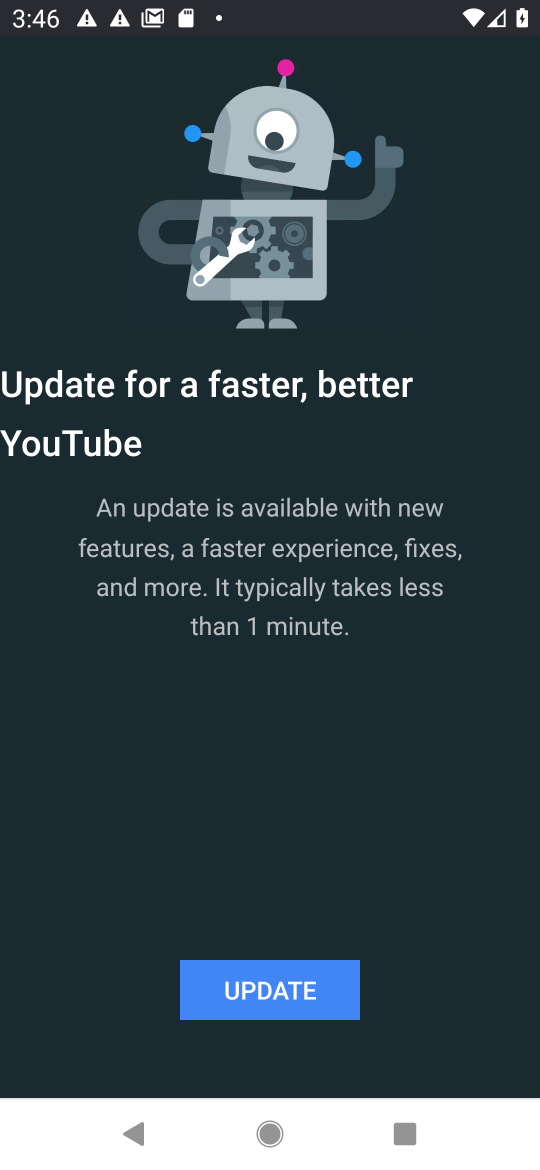 3:46
Update for a faster, better
YouTube
An update is available with new
features, a faster experience, fixes,
and more. It typically takes less
than 1 minute.
UPDATE